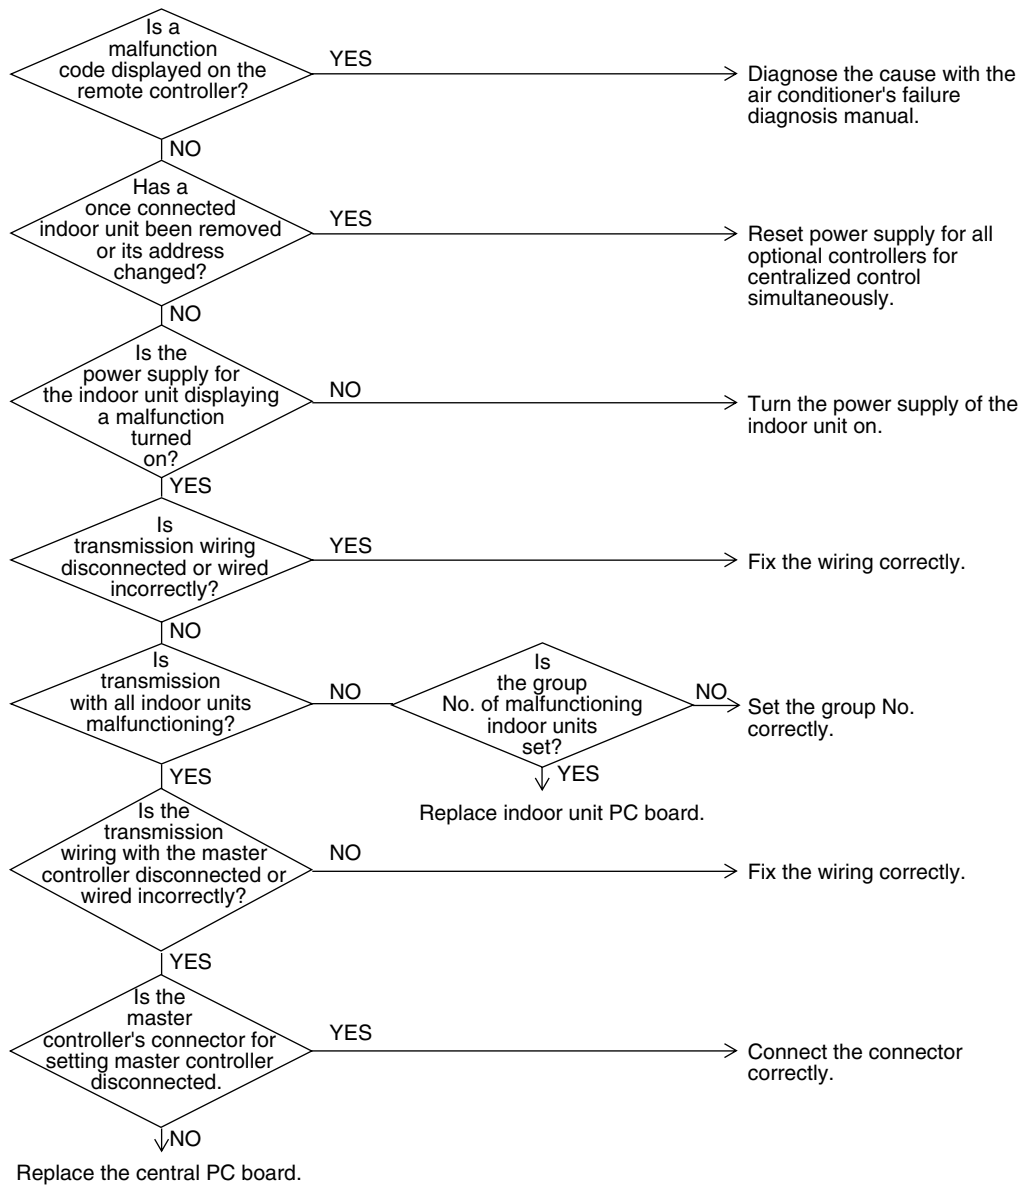 Is a
malfunction
code displayed on the
remote controller?
YES
Diagnose the cause with the
air conditioner's failure
diagnosis manual.
NO
Has a
once connected
indoor unit been removed
or its address
changed?
YES
Reset power supply for all
optional controllers for
centralized control
simultaneously.
NO
Is the
power supply for
the indoor unit displaying
a malfunction
turned
on?
NO
Turn the power supply of the
indoor unit on.
YES
Is
transmission wiring
disconnected or wired
incorrectly?
YES
Fix the wiring correctly.
NO
Is
transmission
with all indoor units
malfunctioning?
NO
Is
the group
No. of malfunctioning
indoor units
set?
NO
Set the group No.
correctly.
YES
Replace indoor unit PC board.
YES
Is the
transmission
wiring with the master
controller disconnected or
wired incorrectly?
NO
Fix the wiring correctly.
YES
Is the
master
controller's connector for
setting master controller
disconnected.
YES
Connect the connector
correctly.
NO
Replace the central PC board.